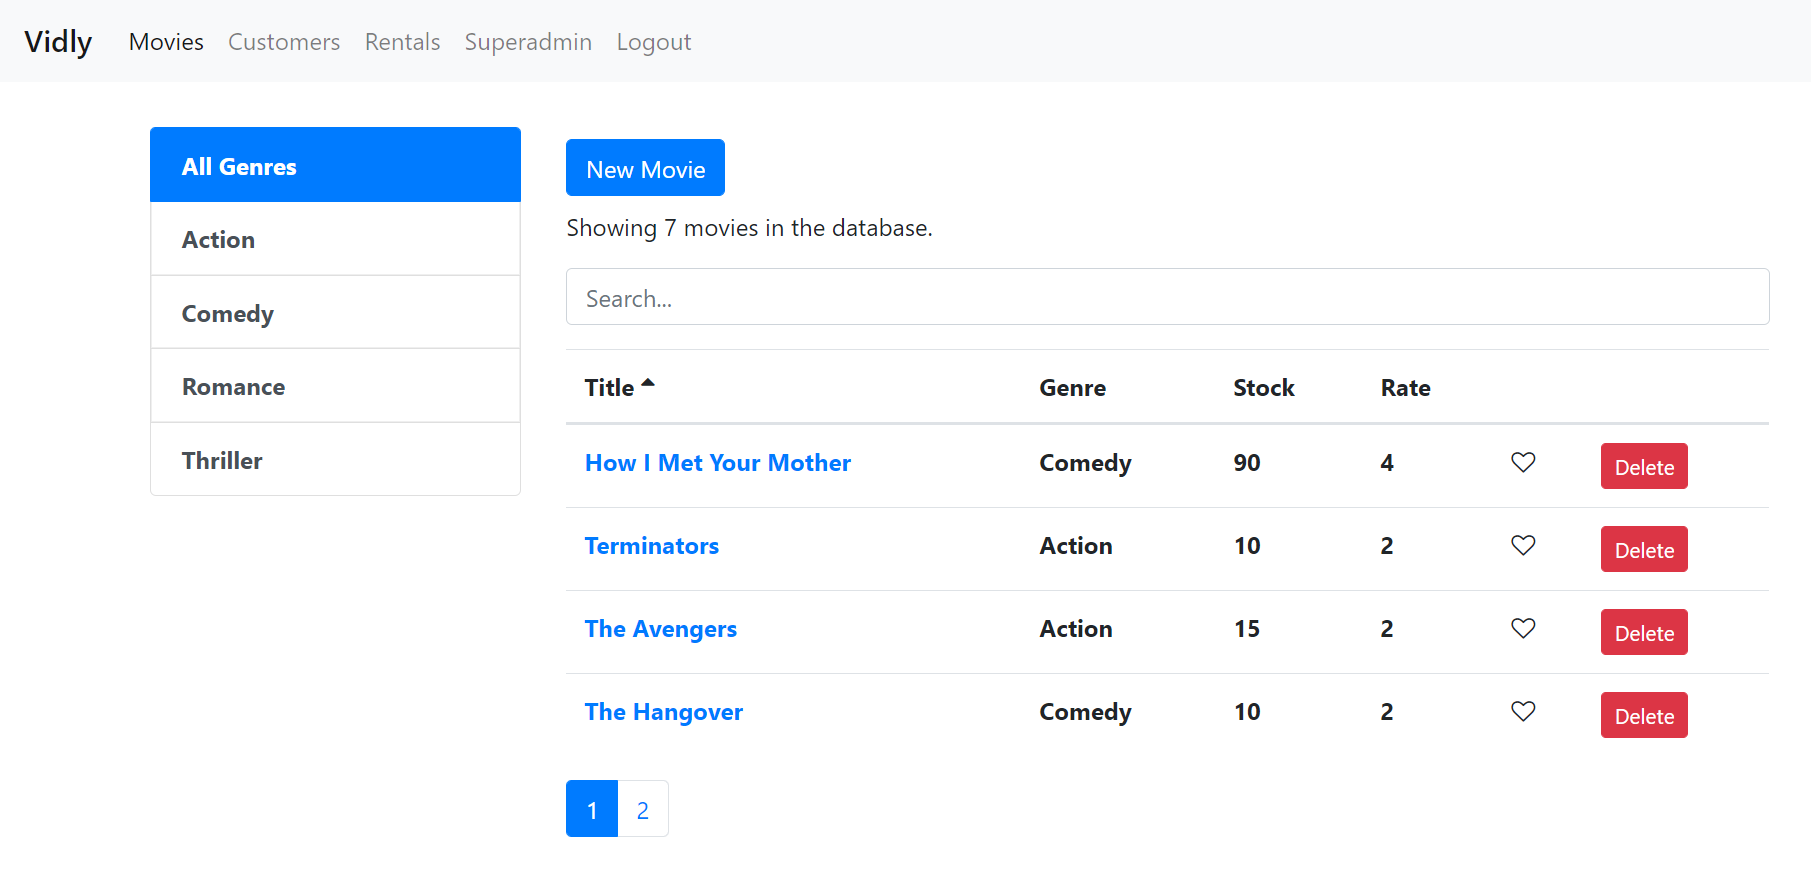 Vidly Movies Customers Rentals Superadmin Logout
All Genres
Action
Comedy
Romance
Thriller
New Movie
Showing 7 movies in the database.
Search...
Title Genre Stock Rate
How I Met Your Mother Comedy 90 4 Delete
Terminators Action 10 2 Delete
The Avengers Action 15 2 Delete
The Hangover Comedy 10 2 Delete
1 2